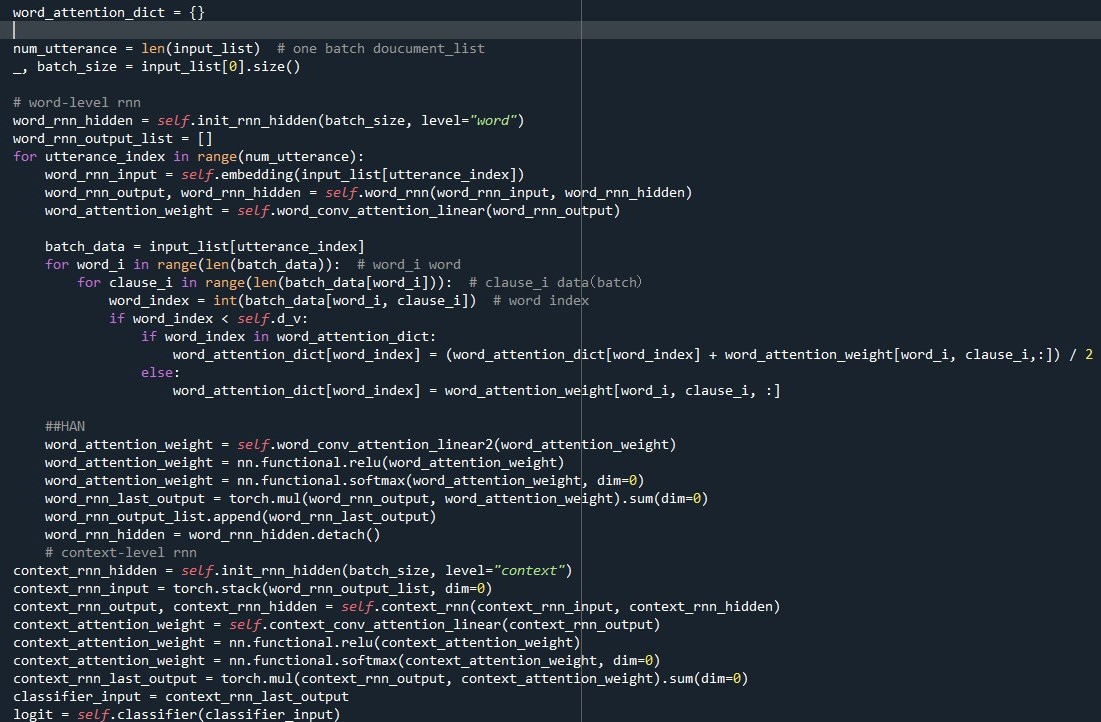 word_attention_dict = {}
num_utterance = len(input_list)  # one batch doucument_list
_, batch_size = input_list[0].size()
# word-level rnn
word_rnn_hidden = self.init_rnn_hidden(batch_size, level="word")
word_rnn_output_list = []
for utterance_index in range(num_utterance):
    word_rnn_input = self.embedding(input_list[utterance_index])
    word_rnn_output, word_rnn_hidden = self.word_rnn(word_rnn_input, word_rnn_hidden)
    word_attention_weight = self.word_conv_attention_linear(word_rnn_output)
    batch_data = input_list[utterance_index]
    for word_i in range(len(batch_data)):  # word_i word
        for clause_i in range(len(batch_data[word_i])):  # clause_i data（batch）
            word_index = int(batch_data[word_i, clause_i])  # word index
            if word_index < self.d_v:
                if word_index in word_attention_dict:
                    word_attention_dict[word_index] = (word_attention_dict[word_index] + word_attention_weight[word_i, clause_i,:]) / 2
                else:
                    word_attention_dict[word_index] = word_attention_weight[word_i, clause_i, :]
    ##HAN
    word_attention_weight = self.word_conv_attention_linear2(word_attention_weight)
    word_attention_weight = nn.functional.relu(word_attention_weight)
    word_attention_weight = nn.functional.softmax(word_attention_weight, dim=0)
    word_rnn_last_output = torch.mul(word_rnn_output, word_attention_weight).sum(dim=0)
    word_rnn_output_list.append(word_rnn_last_output)
    word_rnn_hidden = word_rnn_hidden.detach()
    # context-level rnn
context_rnn_hidden = self.init_rnn_hidden(batch_size, level="context")
context_rnn_input = torch.stack(word_rnn_output_list, dim=0)
context_rnn_output, context_rnn_hidden = self.context_rnn(context_rnn_input, context_rnn_hidden)
context_attention_weight = self.context_conv_attention_linear(context_rnn_output)
context_attention_weight = nn.functional.relu(context_attention_weight)
context_attention_weight = nn.functional.softmax(context_attention_weight, dim=0)
context_rnn_last_output = torch.mul(context_rnn_output, context_attention_weight).sum(dim=0)
classifier_input = context_rnn_last_output
logit = self.classifier(classifier_input)